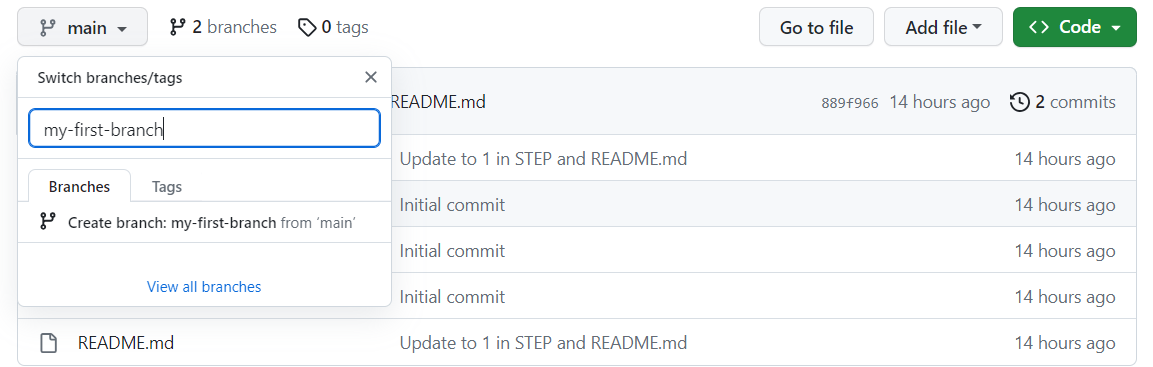 main 2 branches 0 tags Go to file Add file Code
Switch branches/tags
README.md 889f966 14 hours ago 2 commits
my-first-branch
Update to 1 in STEP and README.md 14 hours ago
Branches Tags
Initial commit 14 hours ago
Create branch: my-first-branch from 'main'
Initial commit 14 hours ago
View all branches
Initial commit 14 hours ago
README.md Update to 1 in STEP and README.md 14 hours ago